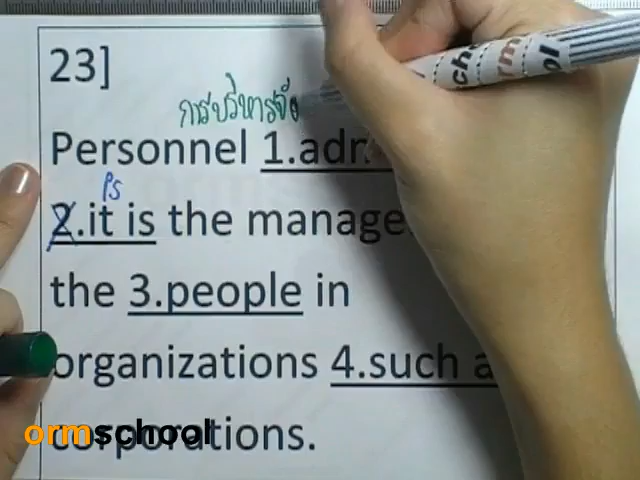 23]
การบริหารจั
Personnel 1.adm
is
2.it is the manage
the 3.people in
organizations 4.such a
corporations.
ormschool